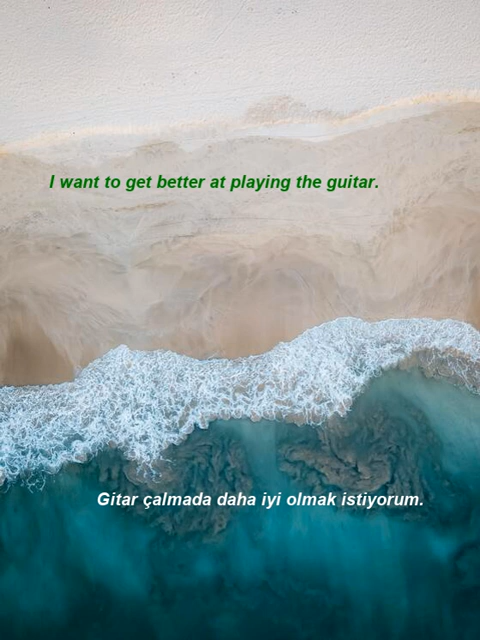 I want to get better at playing the guitar.
Gitar çalmada daha iyi olmak istiyorum.